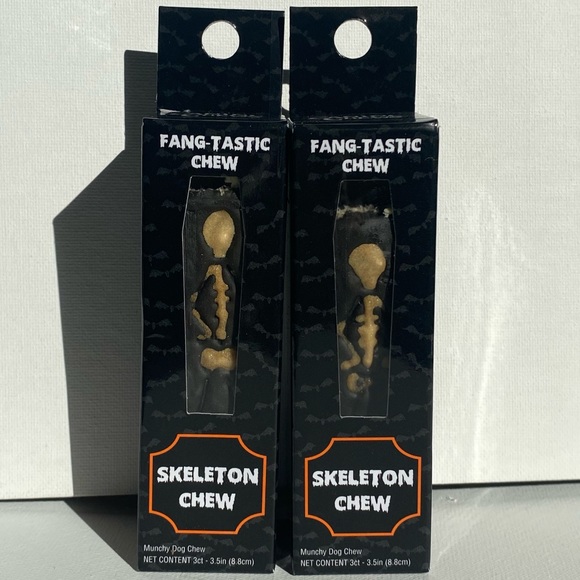 FANG-TASTIC
CHEW
SKELETON
CHEW
Munchy Dog Chew
NET CONTENT 3ct - 3.5in (8.8cm)
FANG-TASTIC
CHEW
SKELETON
CHEW
Munchy Dog Chew
NET CONTENT 3ct - 3.5in (8.8cm)